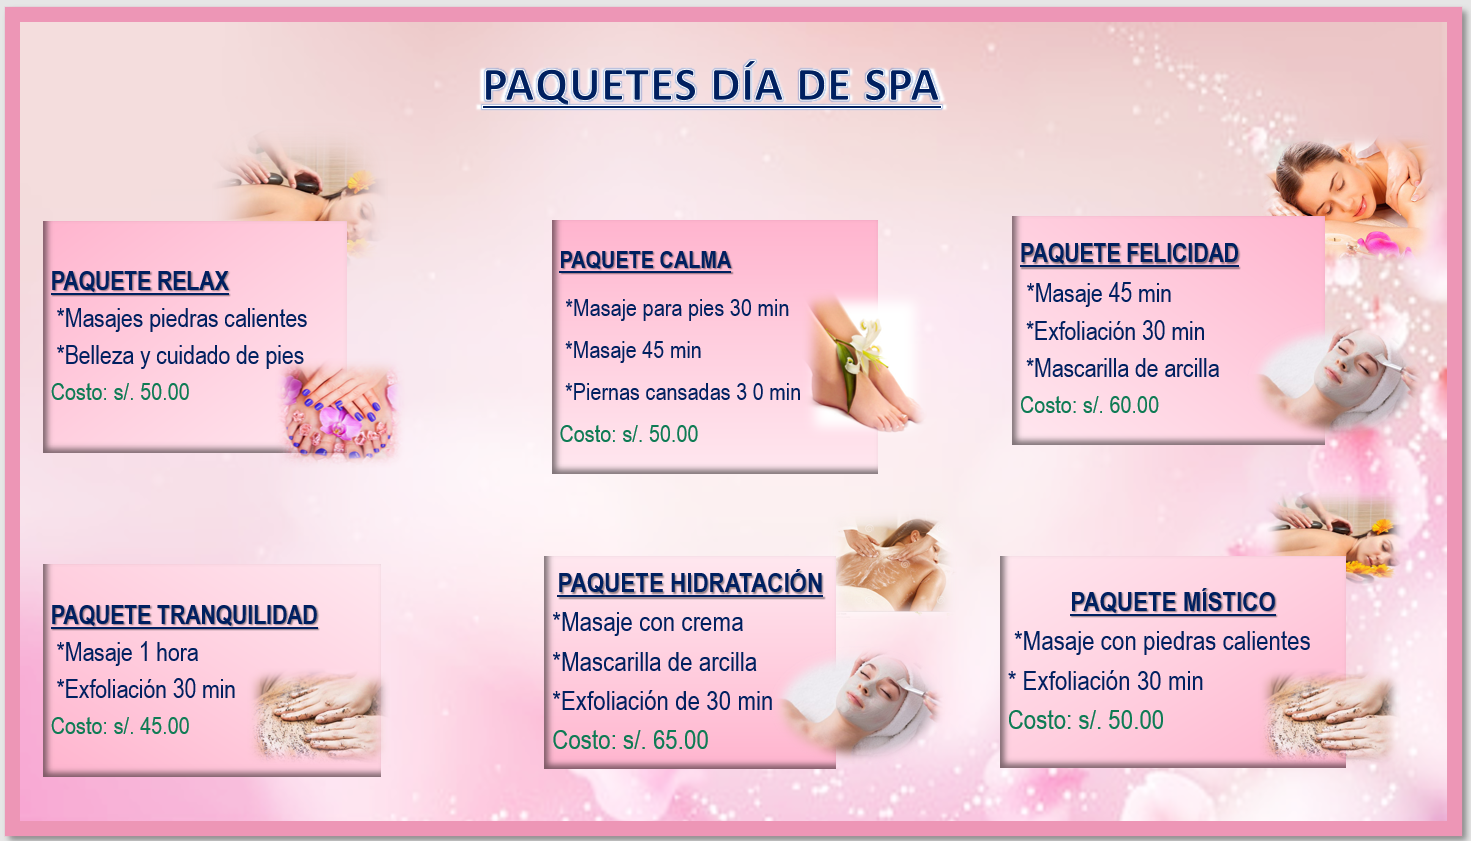 PAQUETES DÍA DE SPA
PAQUETE RELAX
*Masajes piedras calientes
*Belleza y cuidado de pies
Costo: s/. 50.00
PAQUETE CALMA
*Masaje para pies 30 min
*Masaje 45 min
*Piernas cansadas 3 0 min
Costo: s/. 50.00
PAQUETE FELICIDAD
*Masaje 45 min
*Exfoliación 30 min
*Mascarilla de arcilla
Costo: s/. 60.00
PAQUETE TRANQUILIDAD
*Masaje 1 hora
*Exfoliación 30 min
Costo: s/. 45.00
PAQUETE HIDRATACIÓN
*Masaje con crema
*Mascarilla de arcilla
*Exfoliación de 30 min
Costo: s/. 65.00
PAQUETE MÍSTICO
*Masaje con piedras calientes
* Exfoliación 30 min
Costo: s/. 50.00